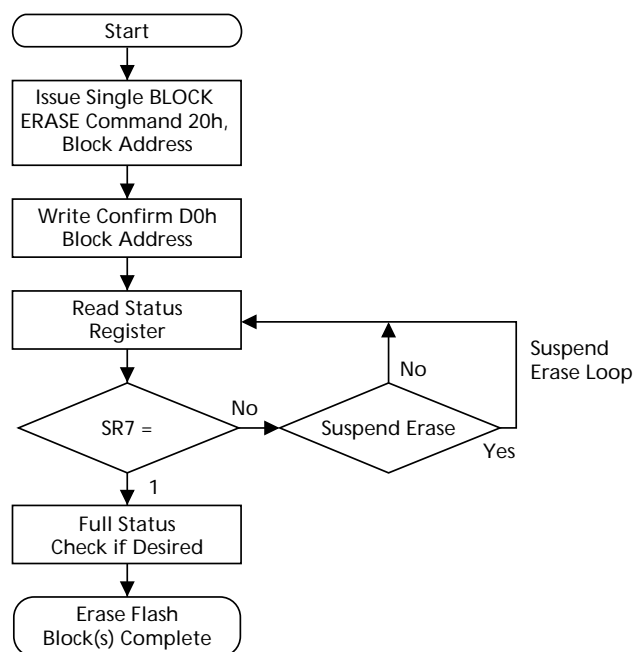 Start
Issue Single BLOCK
ERASE Command 20h,
Block Address
Write Confirm D0h
Block Address
Read Status
Register
Suspend
Erase Loop
No
No
SR7 =
Suspend Erase
Yes
1
Full Status
Check if Desired
Erase Flash
Block(s) Complete